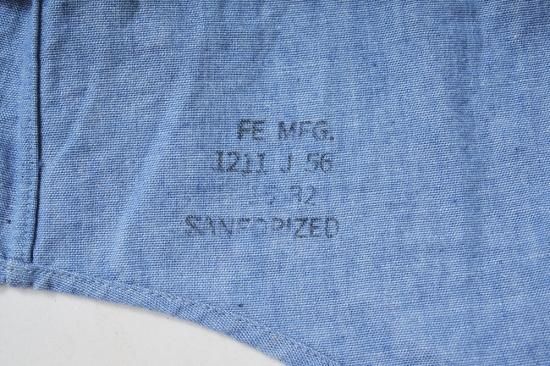 FE MFG.
1211 J 56
SANFORIZED